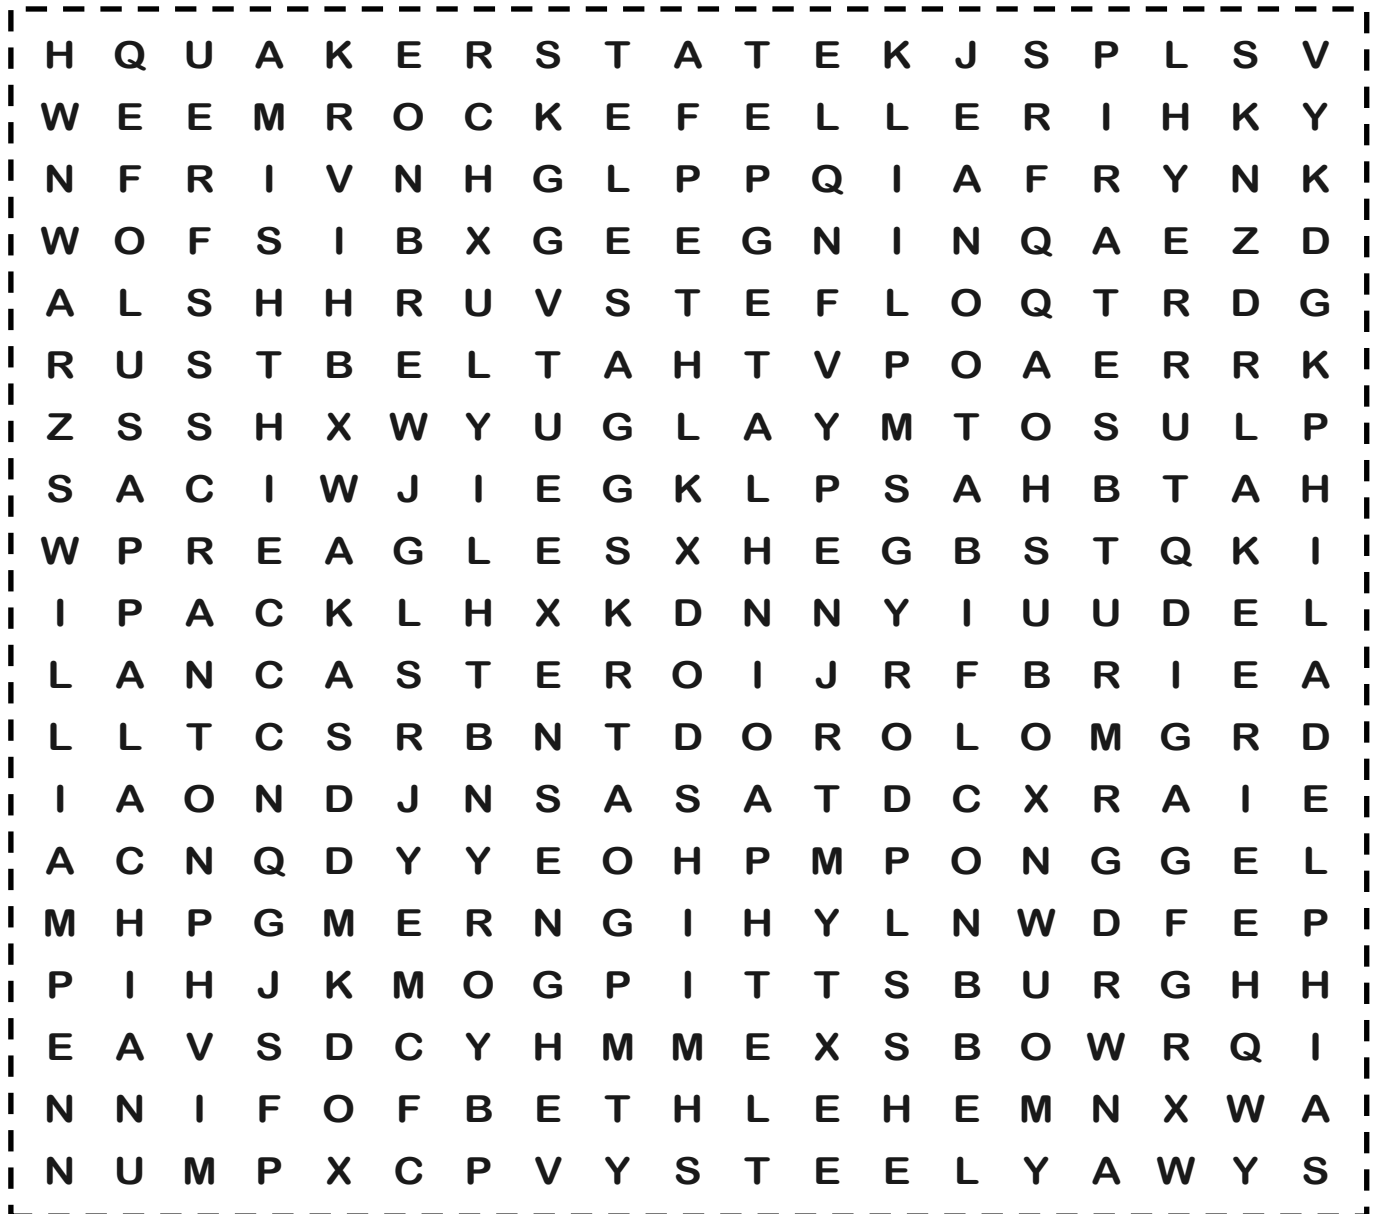 H Q U A K E R S T A T E K J S P L S V
W E E M R O C K E F E L L E R I H K Y
N F R I V N H G L P P Q I A F R Y N K
W O F S I B X G E E G N I N Q A E Z D
A L S H H R U V S T E F L O Q T R D G
R U S T B E L T A H T V P O A E R R K
Z S S H X W Y U G L A Y M T O S U L P
S A C I W J I E G K L P S A H B T A H
W P R E A G L E S X H E G B S T Q K I
I P A C K L H X K D N N Y I U U D E L
L A N C A S T E R O I J R F B R I E A
L L T C S R B N T D O R O L O M G R D
I A O N D J N S A S A T D C X R A I E
A C N Q D Y Y E O H P M P O N G G E L
M H P G M E R N G I H Y L N W D F E P
P I H J K M O G P I T T S B U R G H H
E A V S D C Y H M M E X S B O W R Q I
N N I F O F B E T H L E H E M N X W A
N U M P X C P V Y S T E E L Y A W Y S